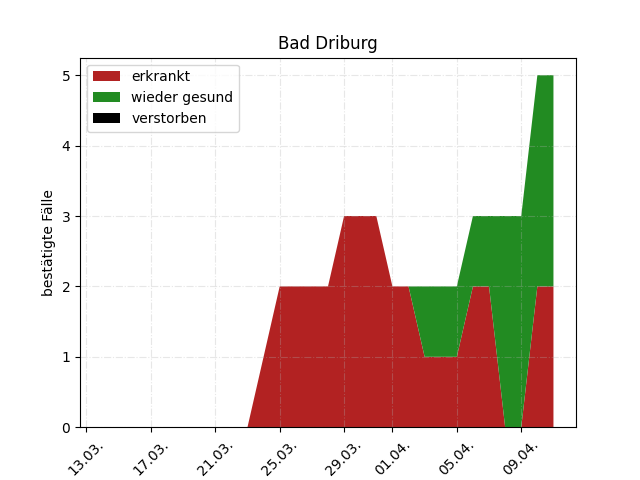 Bad Driburg
erkrankt
wieder gesund
verstorben
bestätigte Fälle
5
4
3
2
1
0
13.03.
17.03.
21.03.
25.03.
29.03.
01.04.
05.04.
09.04.